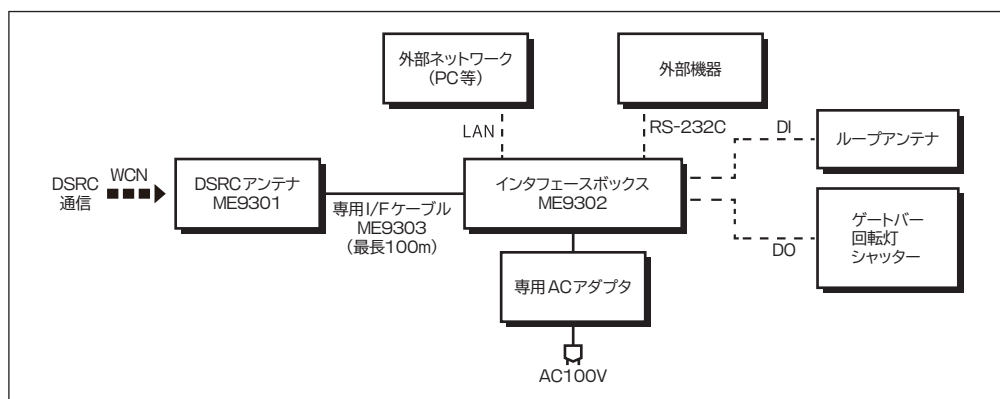 外部ネットワーク
(PC等)
外部機器
LAN
RS-232C
DI
ループアンテナ
DSRC
通信
WCN
DSRCアンテナ
ME9301
専用I/Fケーブル
ME9303
(最長100m)
インタフェースボックス
ME9302
DO
ゲートバー
回転灯
シャッター
専用ACアダプタ
AC100V